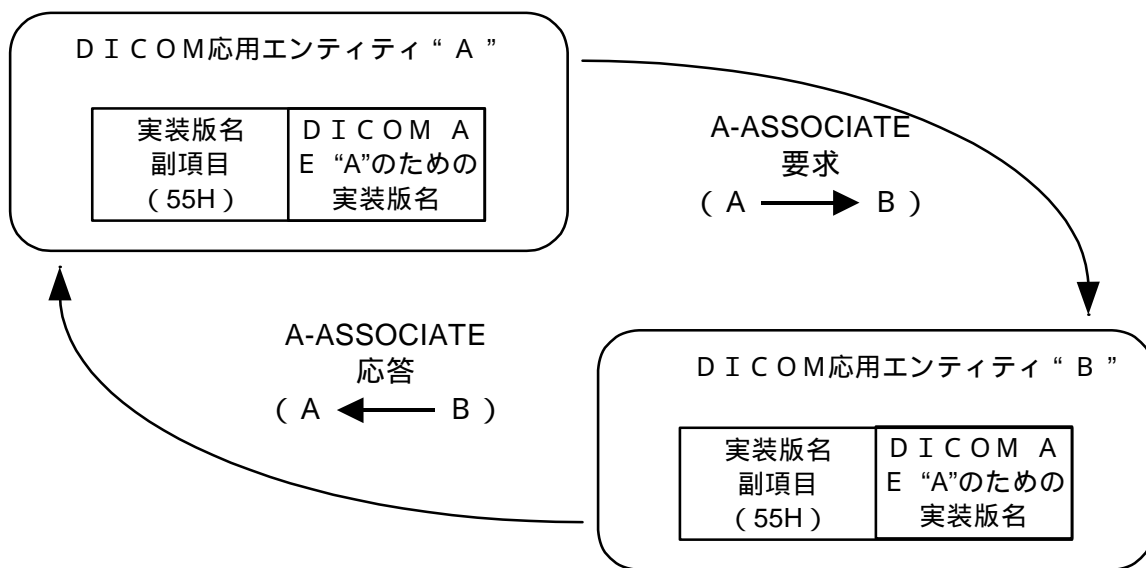 ＤＩＣＯＭ応用エンティティ“Ａ”
実装版名
副項目
（55H）
ＤＩＣＯＭ Ａ
Ｅ “A”のための
実装版名
A-ASSOCIATE
要求
（Ａ → Ｂ）
A-ASSOCIATE
応答
（Ａ ← Ｂ）
ＤＩＣＯＭ応用エンティティ“Ｂ”
実装版名
副項目
（55H）
ＤＩＣＯＭ Ａ
Ｅ “A”のための
実装版名